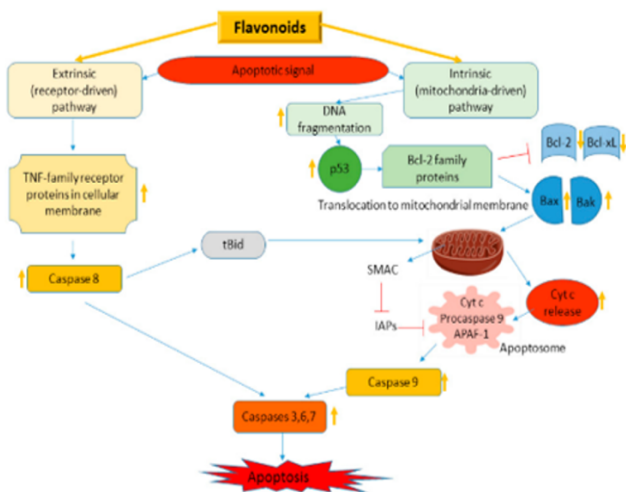 Flavonoids
Extrinsic
(receptor-driven)
pathway
Apoptotic signal
Intrinsic
(mitochondria-driven)
pathway
DNA
fragmentation
p53
Bcl-2 family
proteins
Bcl-2
Bcl-xL
TNF-family receptor
proteins in cellular
membrane
Translocation to mitochondrial membrane
Bax
Bak
tBid
Caspase 8
SMAC
Cyt c
release
IAPs
Cyt c
Procaspase 9
APAF-1
Apoptosome
Caspase 9
Caspases 3,6,7
Apoptosis